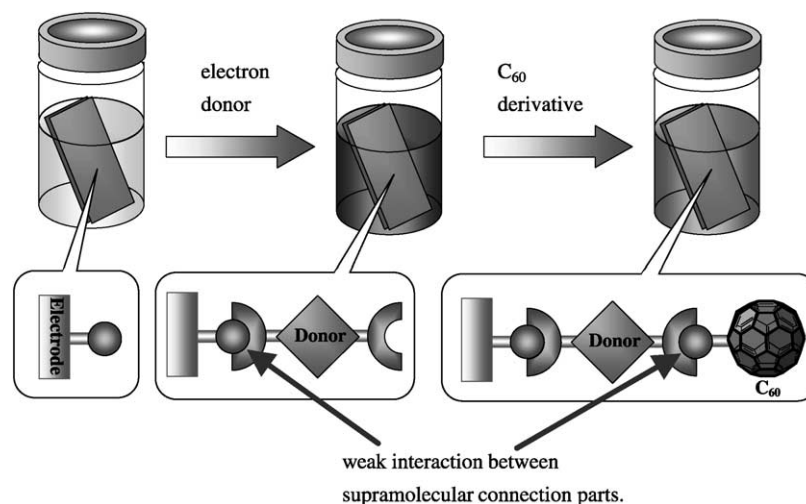 electron
donor
C₆₀
derivative
Electrode
Donor
Donor
C₆₀
weak interaction between
supramolecular connection parts.